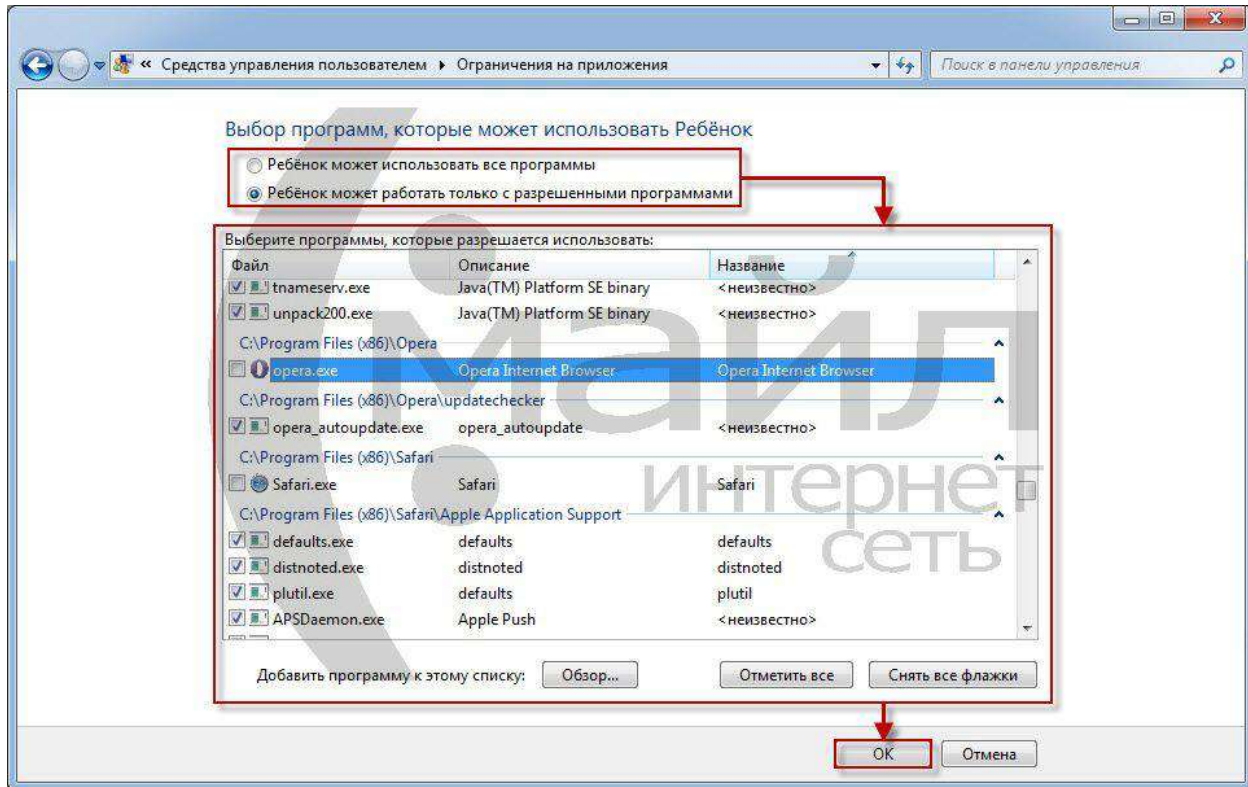 « Средства управления пользователем ▸ Ограничения на приложения Поиск в панели управления
Выбор программ, которые может использовать Ребёнок
Ребёнок может использовать все программы
Ребёнок может работать только с разрешенными программами
Выберите программы, которые разрешается использовать:
Файл Описание Название
tnameserv.exe Java(TM) Platform SE binary <неизвестно>
unpack200.exe Java(TM) Platform SE binary <неизвестно>
C:\Program Files (x86)\Opera
opera.exe Opera Internet Browser Opera Internet Browser
C:\Program Files (x86)\Opera\updatechecker
opera_autoupdate.exe opera_autoupdate <неизвестно>
C:\Program Files (x86)\Safari
Safari.exe Safari Safari
C:\Program Files (x86)\Safari\Apple Application Support
defaults.exe defaults defaults
distnoted.exe distnoted distnoted
plutil.exe defaults plutil
APSDaemon.exe Apple Push <неизвестно>
Добавить программу к этому списку: Обзор... Отметить все Снять все флажки
OK Отмена
смайл
интернет
сеть